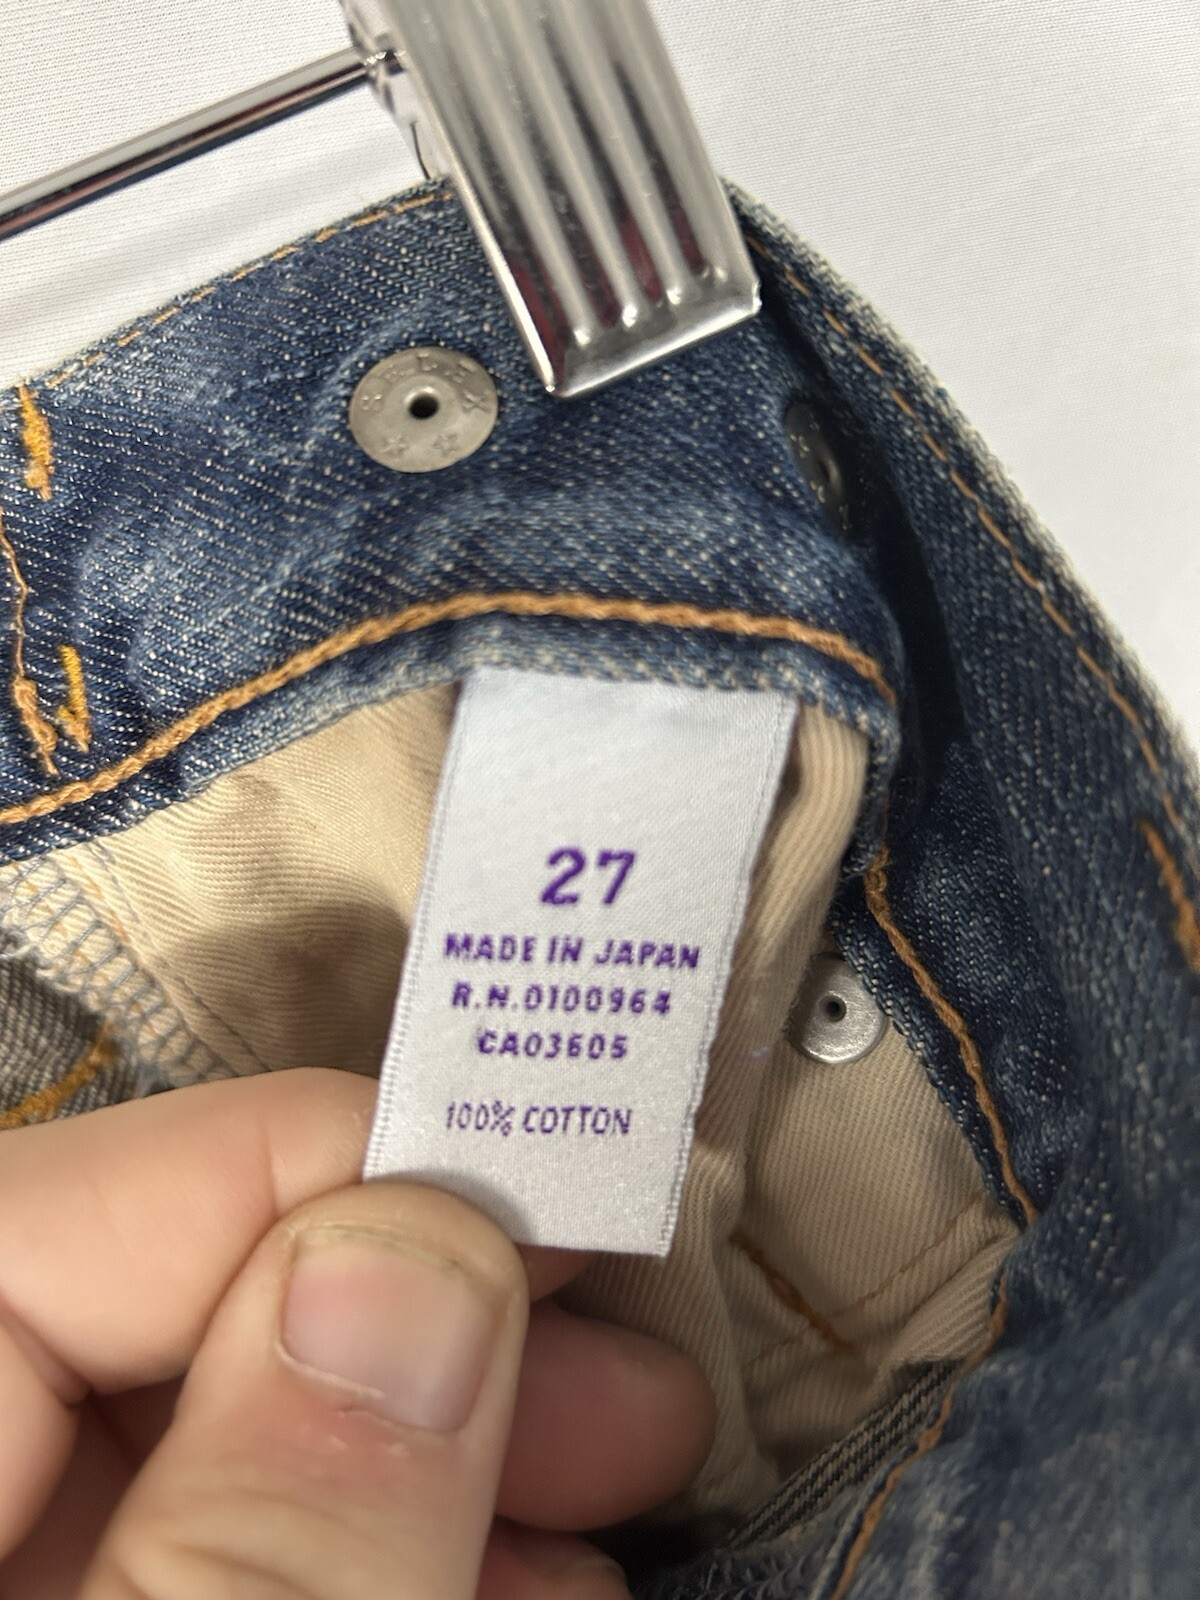 27
MADE IN JAPAN
R.N.0100964
CA03605
100% COTTON